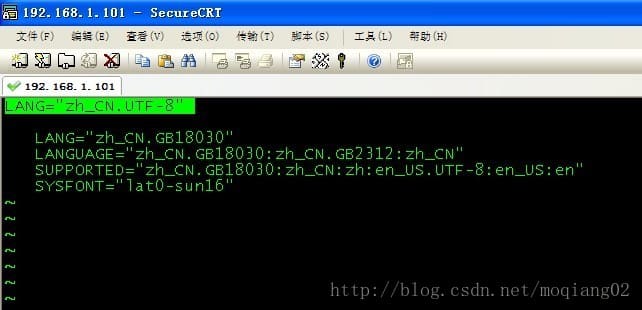 192.168.1.101 - SecureCRT
文件(F) 编辑(E) 查看(V) 选项(O) 传输(T) 脚本(S) 工具(L) 帮助(H)
192.168.1.101
LANG="zh_CN.UTF-8"
LANG="zh_CN.GB18030"
LANGUAGE="zh_CN.GB18030:zh_CN.GB2312:zh_CN"
SUPPORTED="zh_CN.GB18030:zh_CN:zh:en_US.UTF-8:en_US:en"
SYSFONT="lat0-sun16"
~
~
~
~
~
~
http://blog.csdn.net/moqiang02